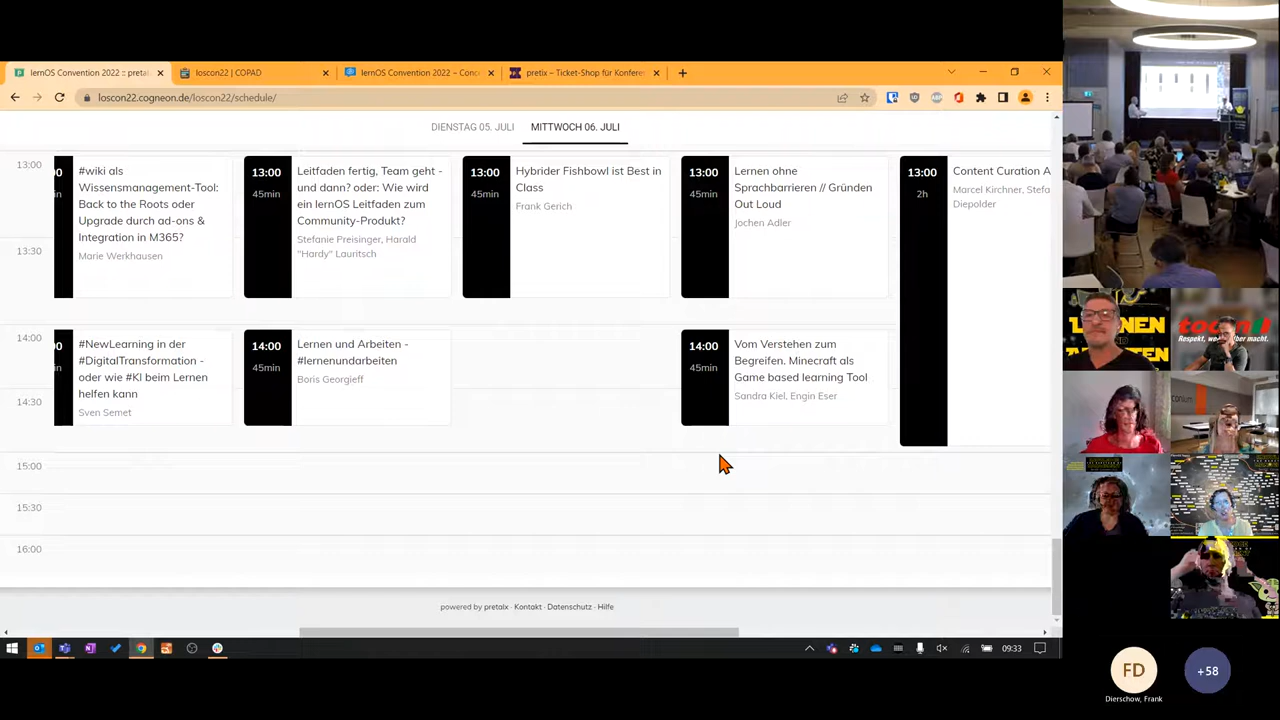 lernOS Convention 2022 :: preta
loscon22 | COPAD
lernOS Convention 2022 – Con
pretix – Ticket-Shop für Konfere
loscon22.cogneon.de/loscon22/schedule/
DIENSTAG 05. JULI
MITTWOCH 06. JULI
13:00
#wiki als
Wissensmanagement-Tool:
Back to the Roots oder
Upgrade durch ad-ons &
Integration in M365?
Marie Werkhausen
13:00
45min
Leitfaden fertig, Team geht -
und dann? oder: Wie wird
ein lernOS Leitfaden zum
Community-Produkt?
Stefanie Preisinger, Harald
"Hardy" Lauritsch
13:00
45min
Hybrider Fishbowl ist Best in
Class
Frank Gerich
13:00
45min
Lernen ohne
Sprachbarrieren // Gründen
Out Loud
Jochen Adler
13:00
2h
Content Curation A
Marcel Kirchner, Stefa
Diepolder
13:30
14:00
#NewLearning in der
#DigitalTransformation -
oder wie #KI beim Lernen
helfen kann
Sven Semet
14:00
45min
Lernen und Arbeiten -
#lernenundarbeiten
Boris Georgieff
14:00
45min
Vom Verstehen zum
Begreifen. Minecraft als
Game based learning Tool
Sandra Kiel, Engin Eser
14:30
15:00
15:30
16:00
powered by pretalx · Kontakt · Datenschutz · Hilfe
09:33
Respekt, we
über macht.
FD
Dierschow, Frank
+58